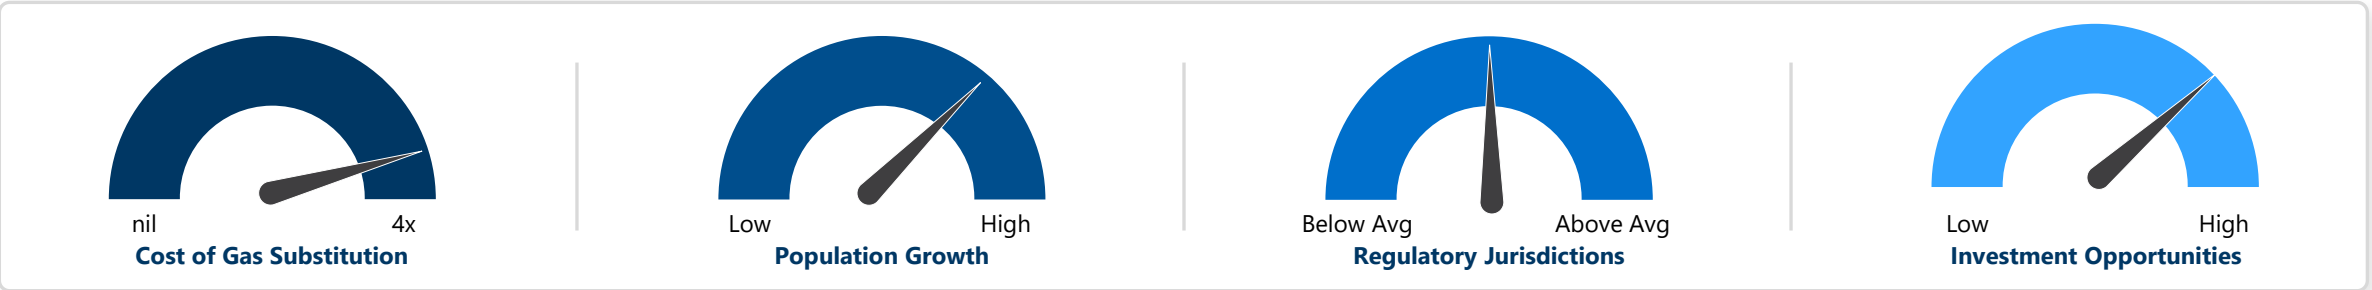 nil 4x
Cost of Gas Substitution
Low High
Population Growth
Below Avg Above Avg
Regulatory Jurisdictions
Low High
Investment Opportunities